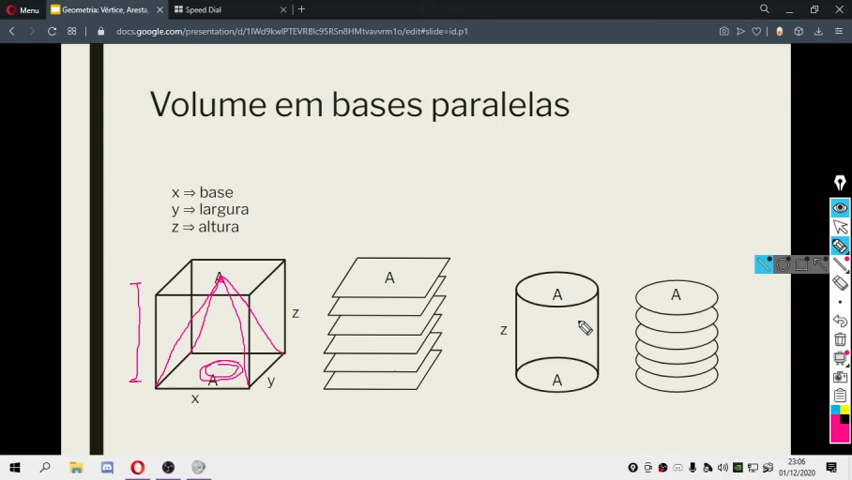 Menu
Geometria: Vértice, Aresta,
Speed Dial
docs.google.com/presentation/d/1IWd9kwIPTEVRBlc95RSn8HMtvavvrm1o/edit#slide=id.p1
Volume em bases paralelas
x ⇒ base
y ⇒ largura
z ⇒ altura
A
A
z
y
x
A
A
A
z
A
23:06
01/12/2020